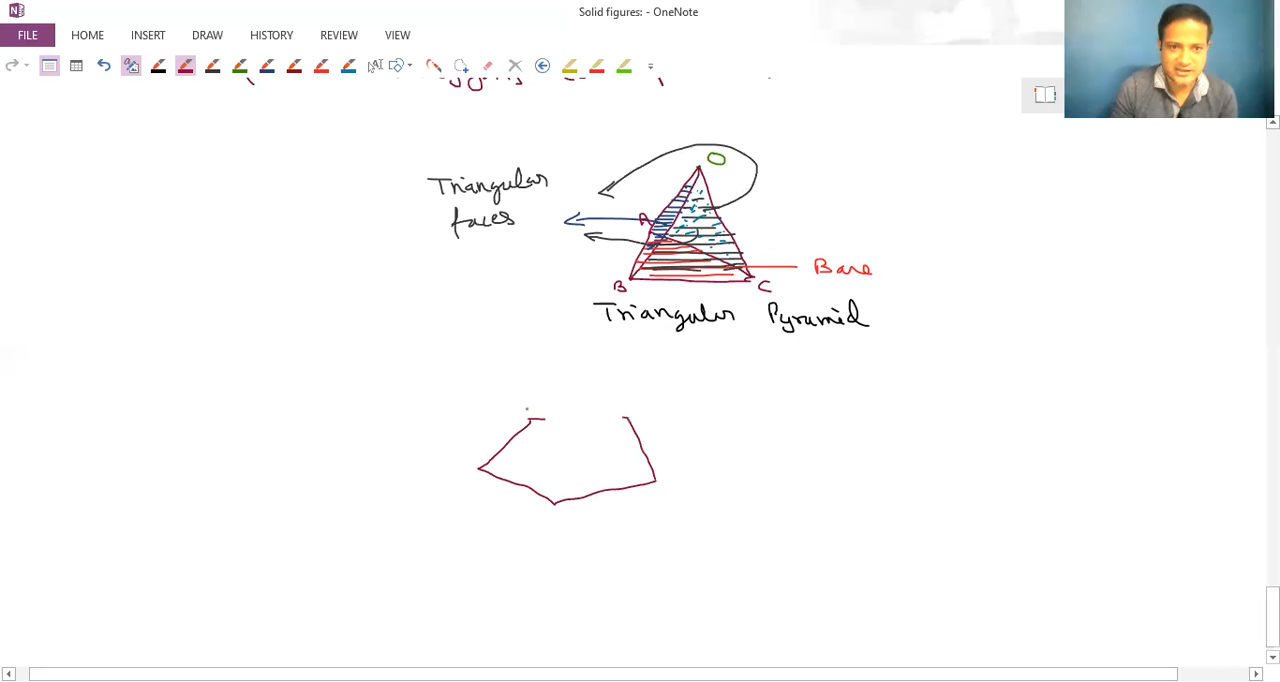 Solid figures: - OneNote
FILE HOME INSERT DRAW HISTORY REVIEW VIEW
O
Triangular
faces
A
Base
B
C
Triangular Pyramid